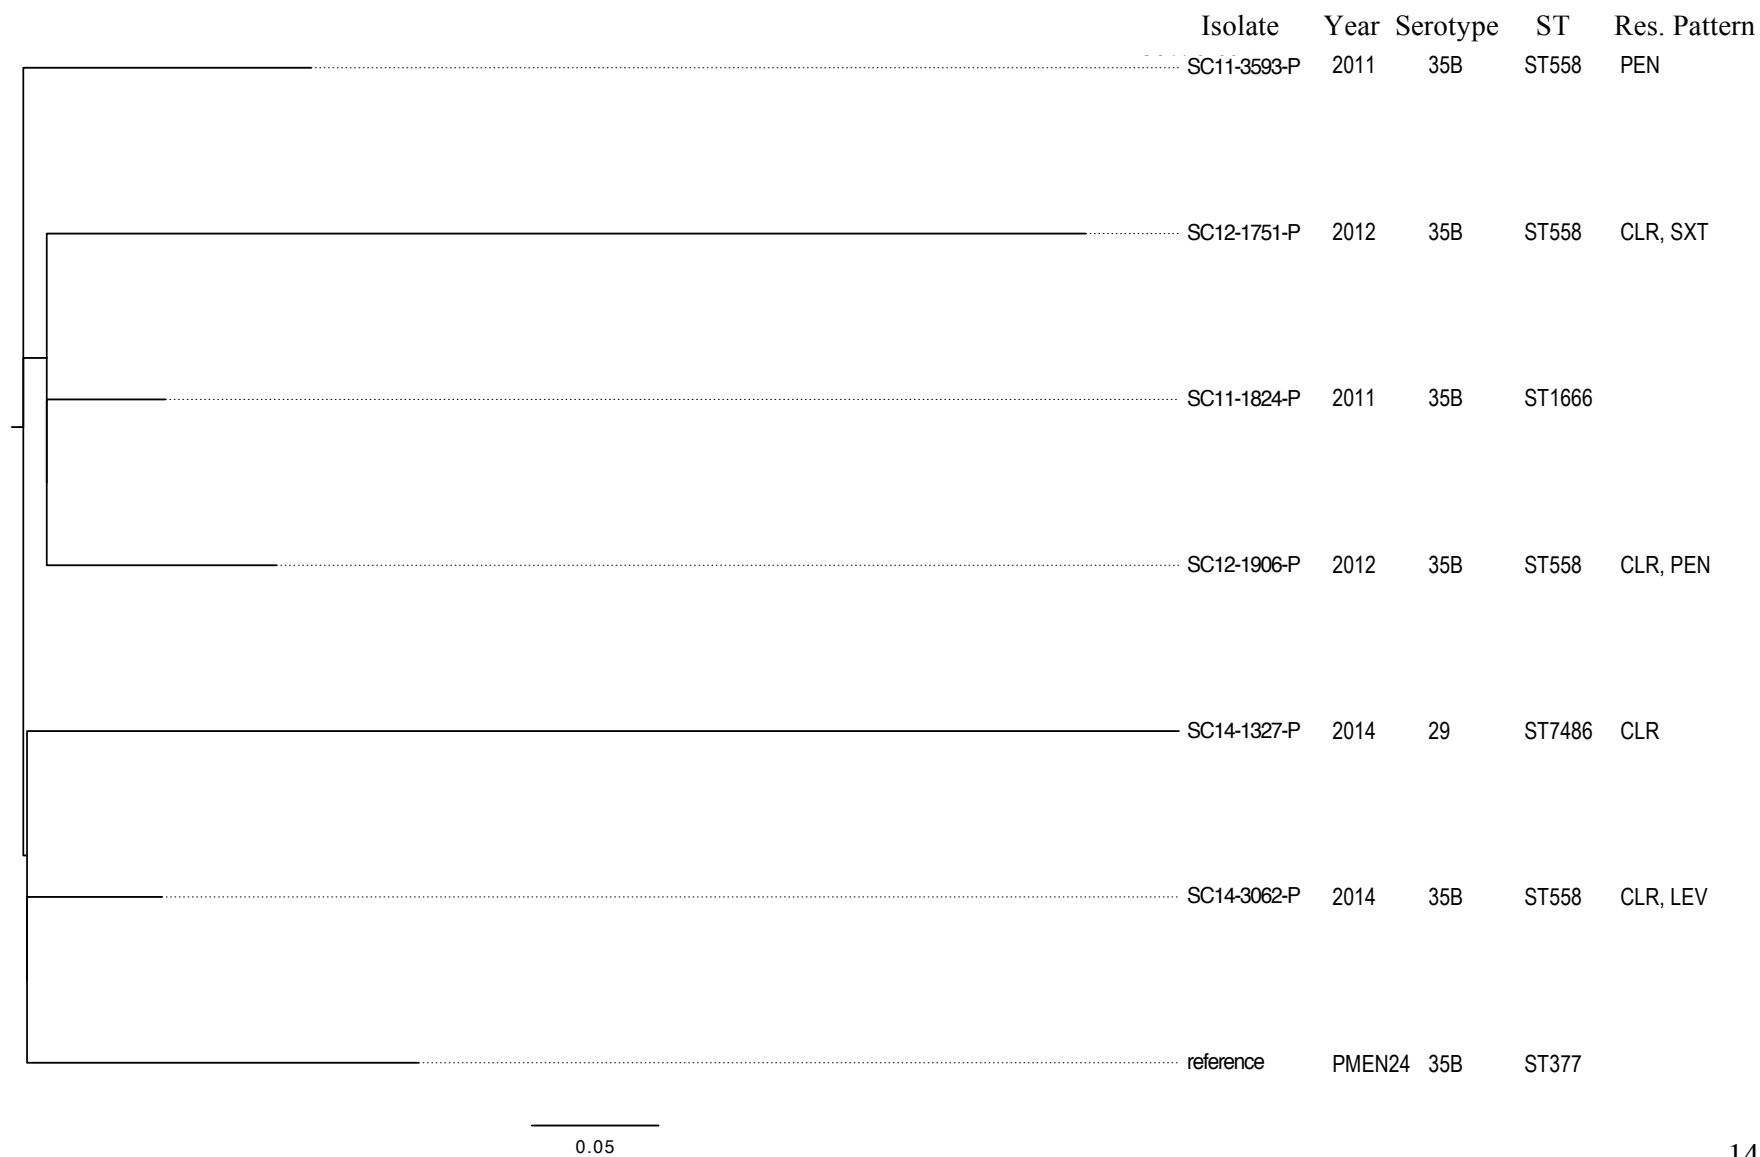 Isolate Year Serotype ST Res. Pattern
SC11-3593-P 2011 35B ST558 PEN
SC12-1751-P 2012 35B ST558 CLR, SXT
SC11-1824-P 2011 35B ST1666
SC12-1906-P 2012 35B ST558 CLR, PEN
SC14-1327-P 2014 29 ST7486 CLR
SC14-3062-P 2014 35B ST558 CLR, LEV
reference PMEN24 35B ST377
0.05
14